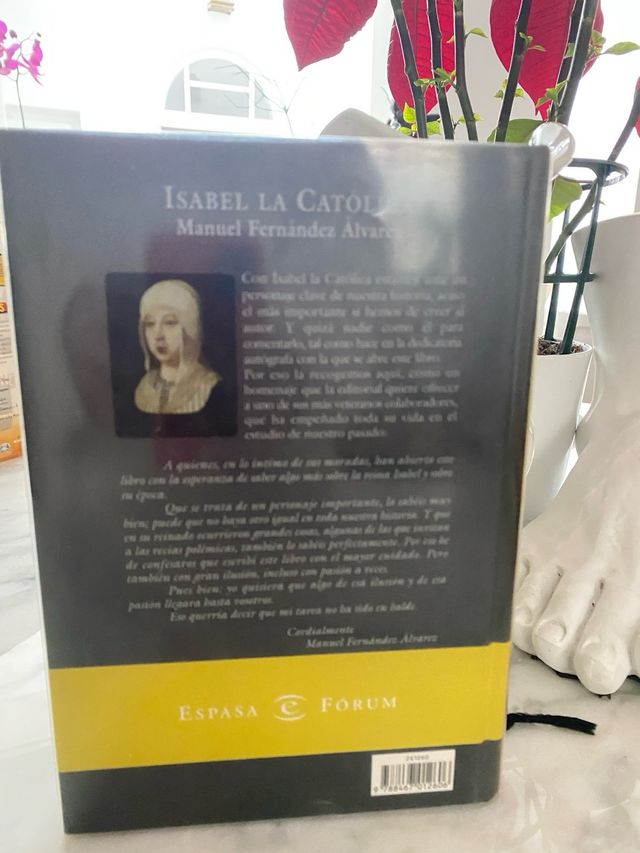 ISABEL LA CATÓLI
Manuel Fernández Álvarez
Con Isabel la Católica estamos ante un
personaje clave de nuestra historia, acaso
el más importante si hemos de creer al
autor. Y quizá nadie como él para
comentarlo, tal como hace en la dedicatoria
autógrafa con la que se abre este libro.
Por eso la recogemos aquí, como un
homenaje que la editorial quiere ofrecer
a uno de sus más veteranos colaboradores,
que ha empeñado toda su vida en el
estudio de nuestro pasado:
A quienes, en lo íntimo de sus moradas, han abierto este
libro con la esperanza de saber algo más sobre la reina Isabel y sobre
su época.
Que se trata de un personaje importante, lo sabéis muy
bien; puede que no haya otro igual en toda nuestra historia. Y que
en su reinado ocurrieron grandes cosas, algunas de las que invitan
a las recias polémicas, también lo sabéis perfectamente. Por eso he
de confesaros que escribí este libro con el mayor cuidado. Pero
también con gran ilusión, incluso con pasión a veces.
Pues bien; yo quisiera que algo de esa ilusión y de esa
pasión llegara hasta vosotros.
Eso querría decir que mi tarea no ha sido en balde.
Cordialmente
Manuel Fernández Álvarez
ESPASA e FÓRUM
261060
9 788467 012606